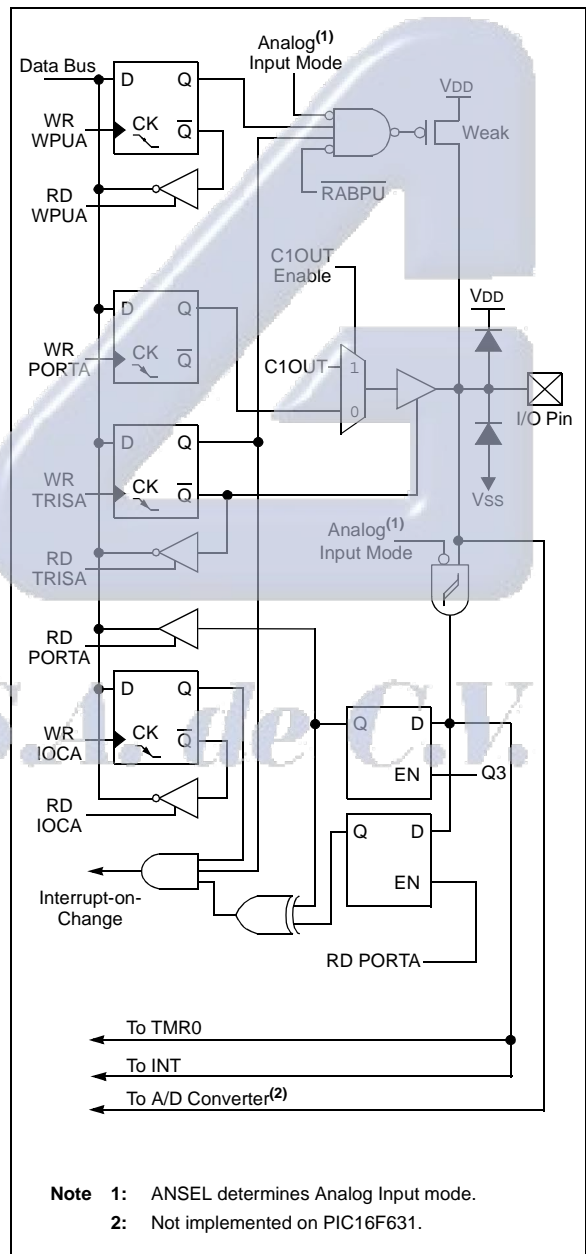 Analog(1)
Input Mode
Data Bus
D Q
VDD
WR
WPUA
CK
Q
Weak
RD
WPUA
RABPU
C1OUT
Enable
D Q
VDD
WR
PORTA
CK
Q
C1OUT
1
0
I/O Pin
D Q
WR
TRISA
CK
Q
VSS
Analog(1)
Input Mode
RD
TRISA
RD
PORTA
D Q
Q D
WR
IOCA
CK
Q
EN
Q3
S.A. de C.V.
RD
IOCA
Q D
EN
Interrupt-on-
Change
RD PORTA
To TMR0
To INT
To A/D Converter(2)
Note 1: ANSEL determines Analog Input mode.
2: Not implemented on PIC16F631.